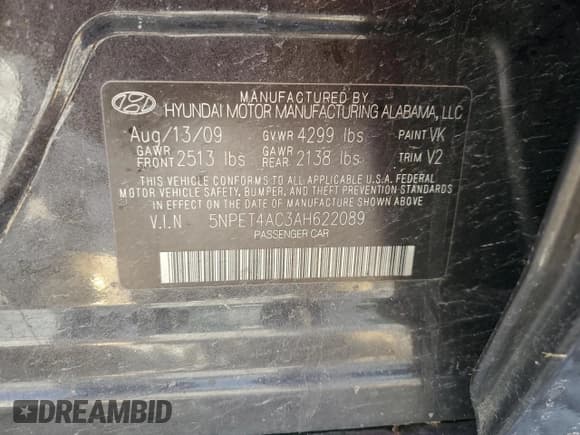 MANUFACTURED BY
HYUNDAI MOTOR MANUFACTURING ALABAMA, LLC
Aug/13/09 GVWR 4299 lbs PAINT VK
GAWR FRONT 2513 lbs GAWR REAR 2138 lbs TRIM V2
THIS VEHICLE CONFORMS TO ALL APPLICABLE U.S.A. FEDERAL
MOTOR VEHICLE SAFETY, BUMPER, AND THEFT PREVENTION STANDARDS
IN EFFECT ON THE DATE OF MANUFACTURE SHOWN ABOVE
V.I.N 5NPET4AC3AH622089
PASSENGER CAR
DREAMBID